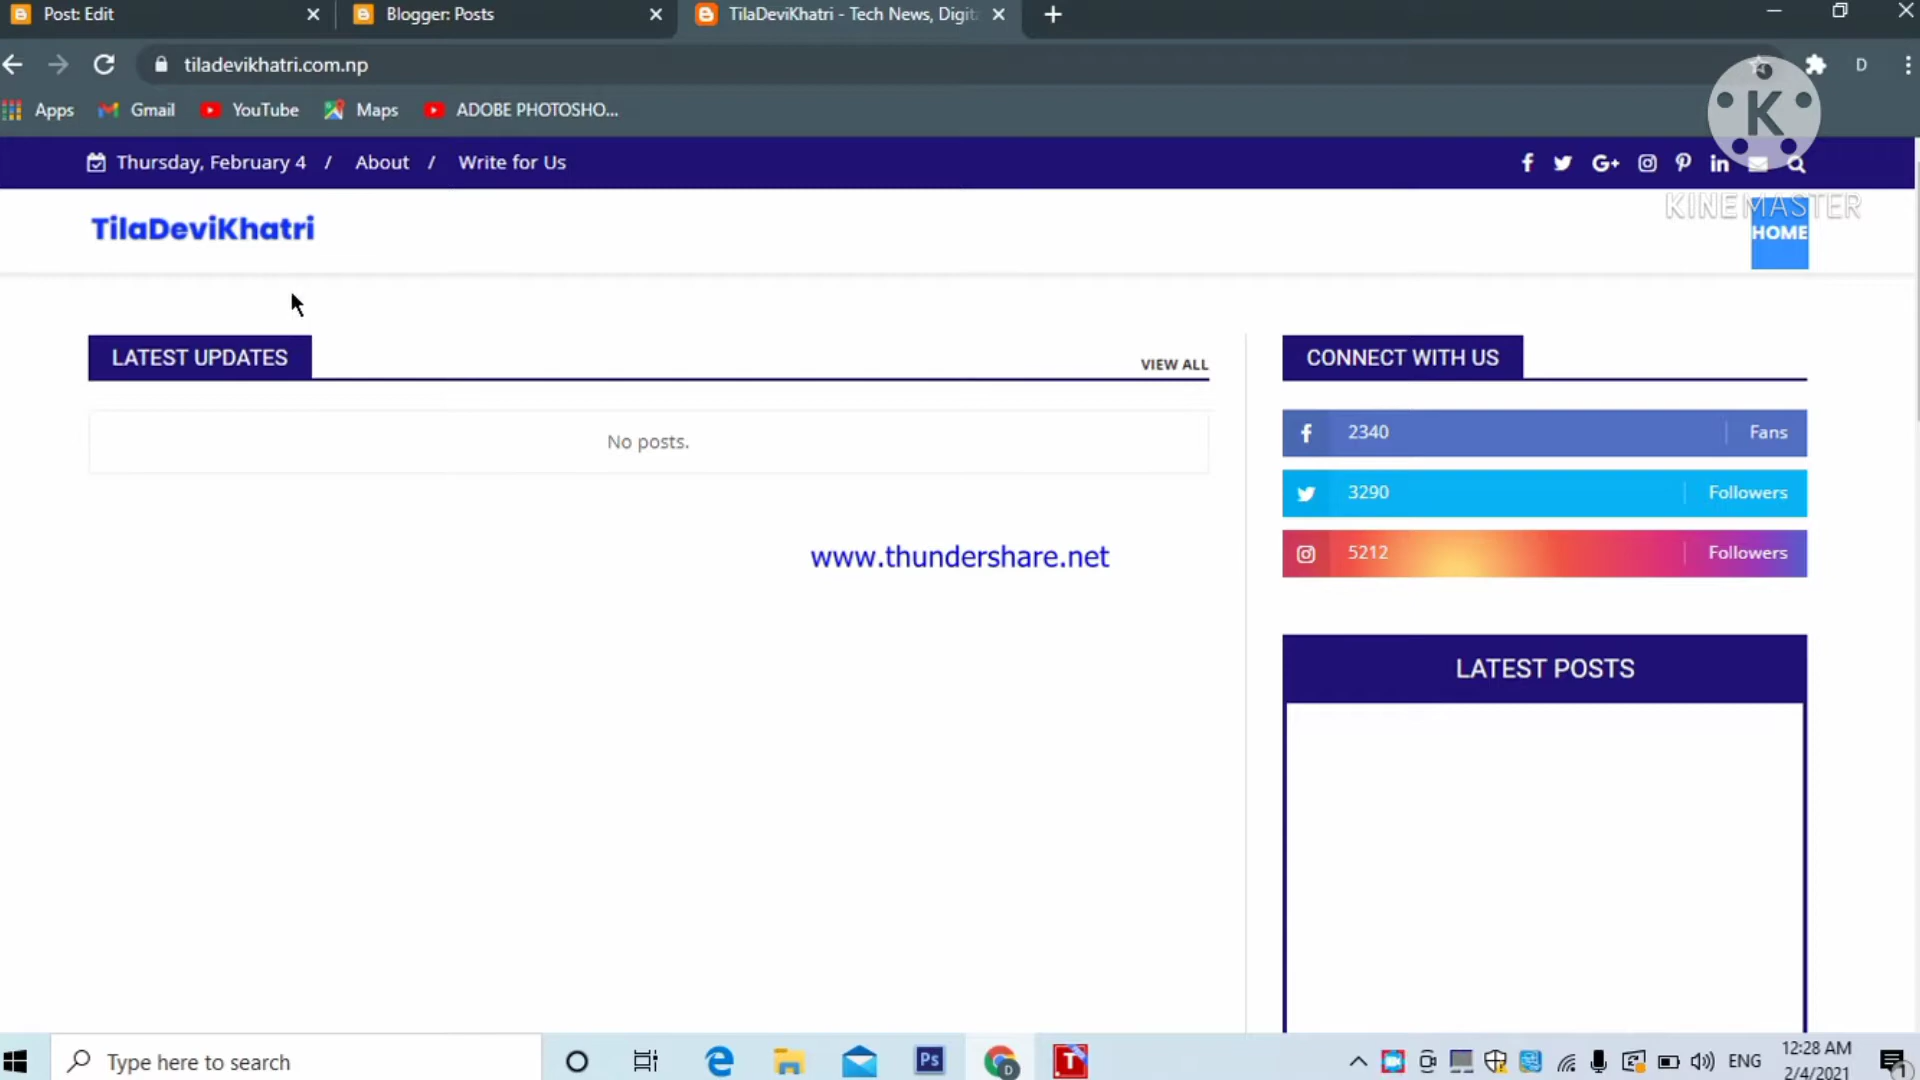 Post: Edit
Blogger: Posts
TilaDeviKhatri - Tech News, Digit
tiladevikhatri.com.np
D
Apps
Gmail
YouTube
Maps
ADOBE PHOTOSHO...
K
KINEMASTER
Thursday, February 4 / About / Write for Us
TilaDeviKhatri
HOME
LATEST UPDATES
VIEW ALL
CONNECT WITH US
No posts.
2340 Fans
3290 Followers
5212 Followers
www.thundershare.net
LATEST POSTS
Type here to search
Ps
D
T
ENG
12:28 AM
2/4/2021
1